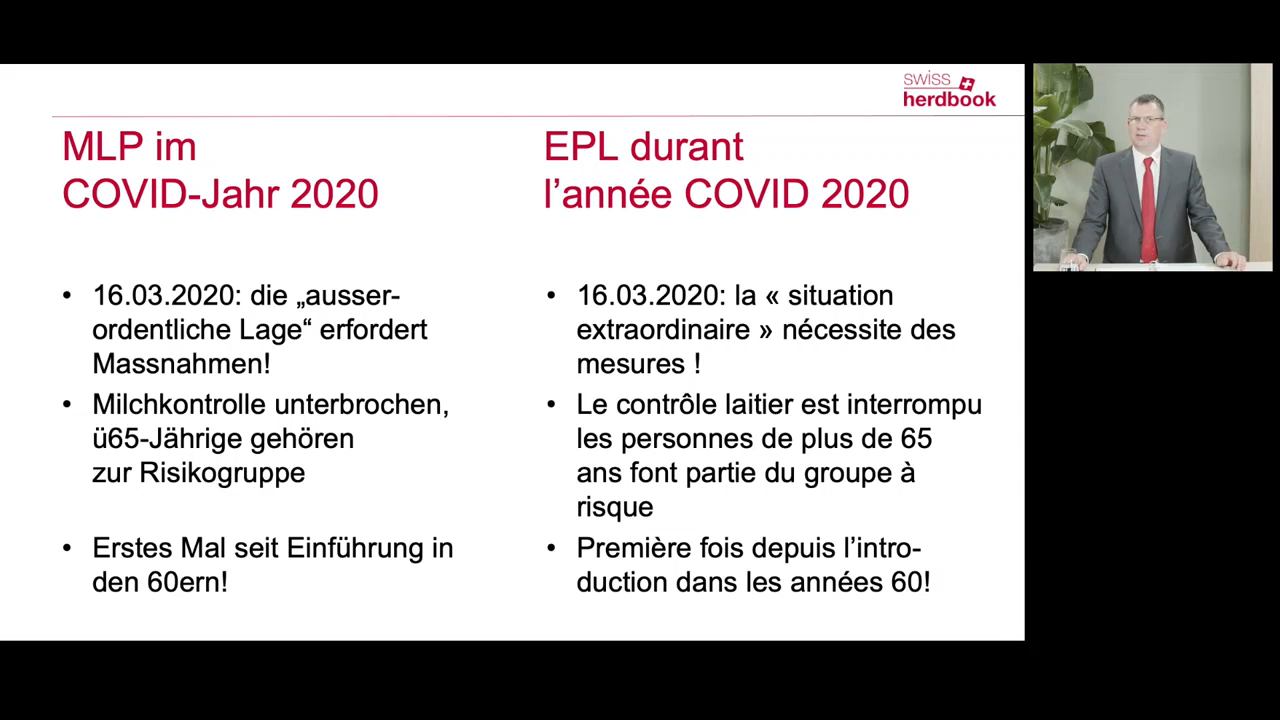 swiss
herdbook
MLP im
COVID-Jahr 2020
• 16.03.2020: die „ausser-
ordentliche Lage“ erfordert
Massnahmen!
• Milchkontrolle unterbrochen,
ü65-Jährige gehören
zur Risikogruppe
• Erstes Mal seit Einführung in
den 60ern!
EPL durant
l’année COVID 2020
• 16.03.2020: la « situation
extraordinaire » nécessite des
mesures !
• Le contrôle laitier est interrompu
les personnes de plus de 65
ans font partie du groupe à
risque
• Première fois depuis l’intro-
duction dans les années 60!